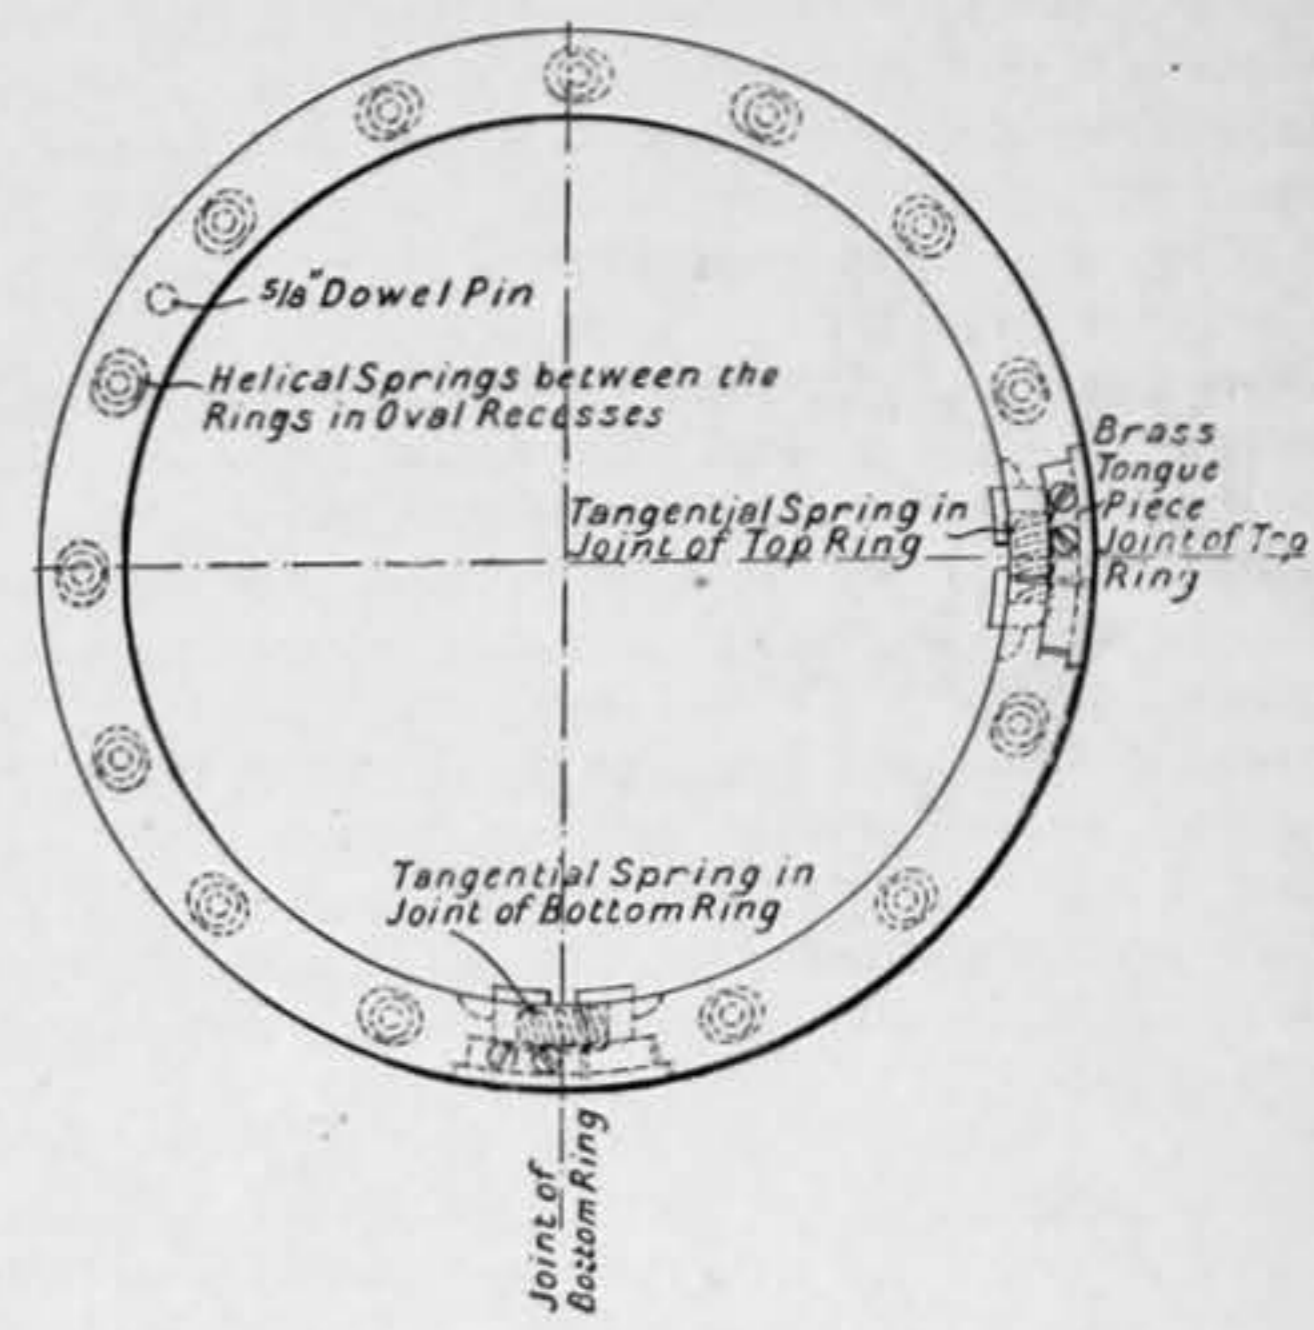 5/8" Dowel Pin
Helical Springs between the
Rings in Oval Recesses
Tangential Spring in
Joint of Top Ring
Brass
Tongue
Piece
Joint of Top
Ring
Tangential Spring in
Joint of Bottom Ring
Joint of
Bottom Ring